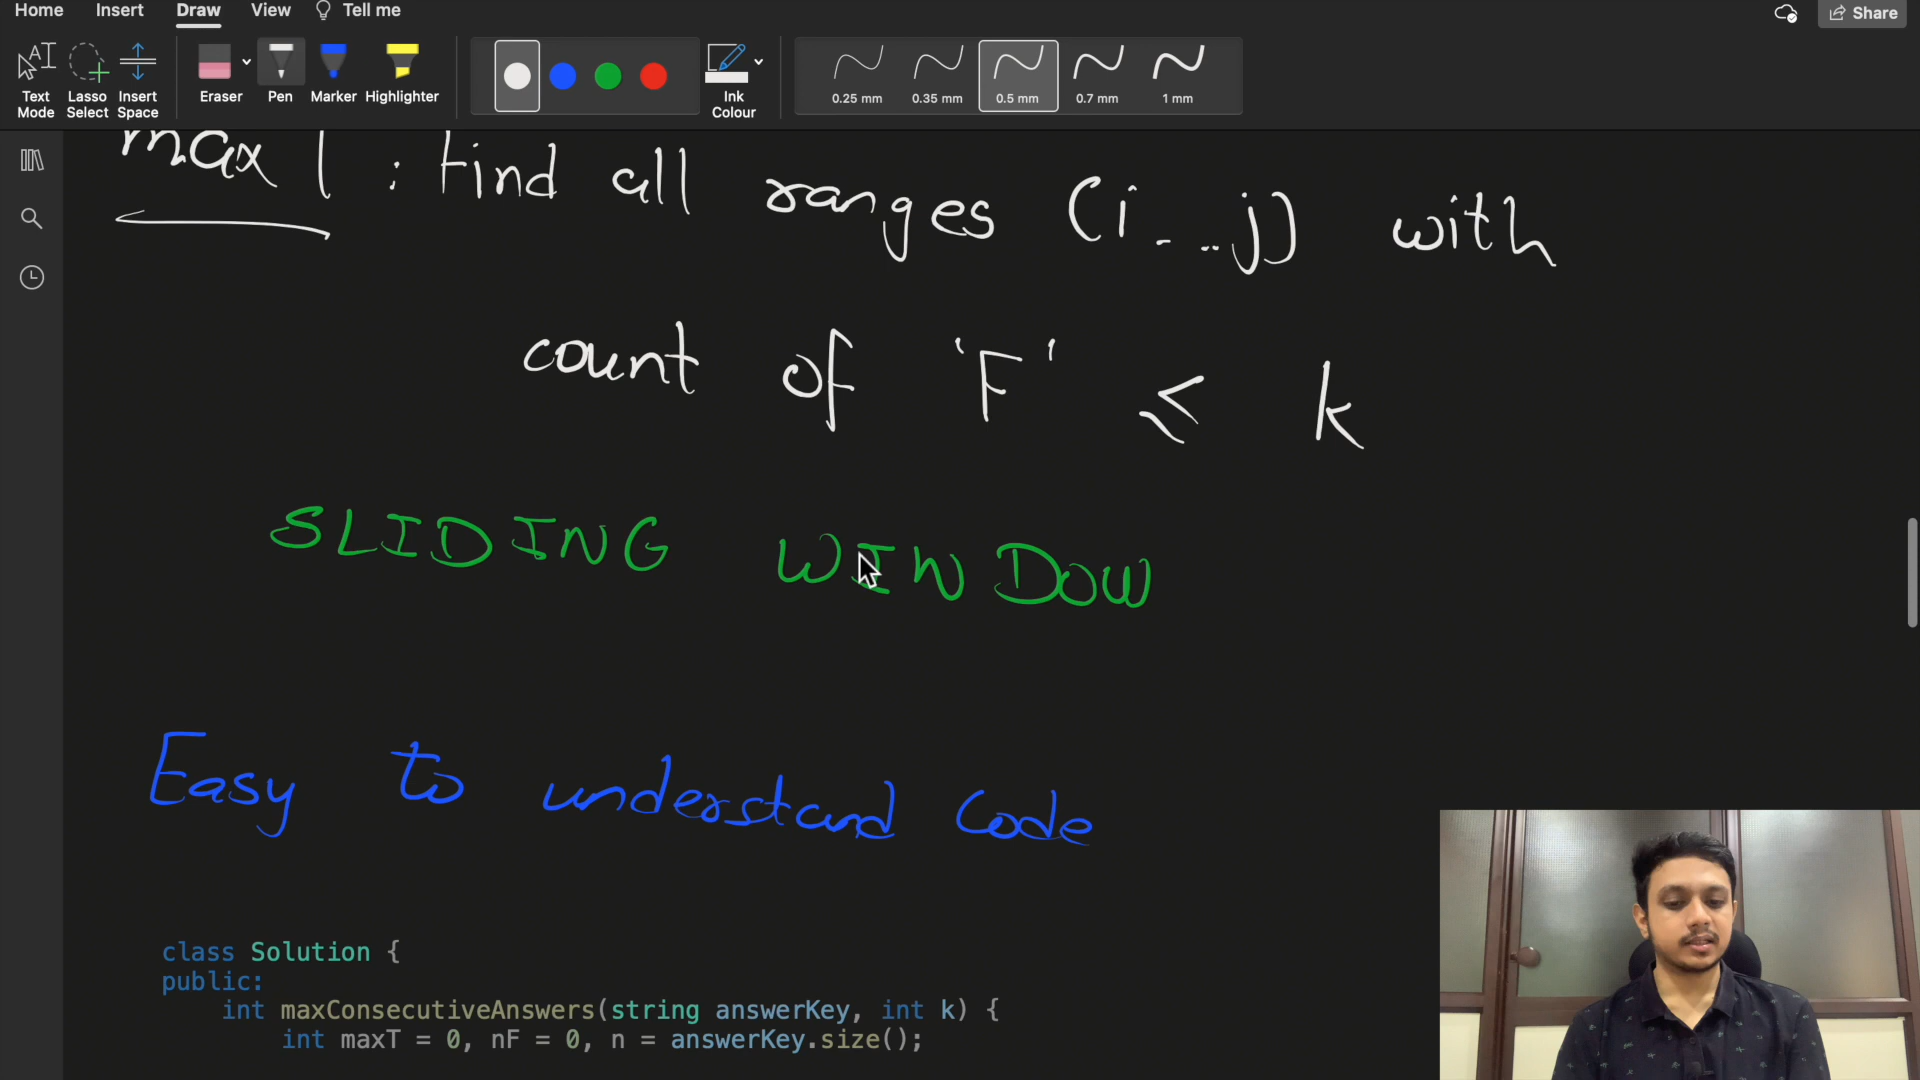 Home Insert Draw View Tell me
Share
Text Mode
Lasso Select
Insert Space
Eraser
Pen
Marker
Highlighter
Ink Colour
0.25 mm 0.35 mm 0.5 mm 0.7 mm 1 mm
max T : Find all ranges (i...j) with
count of 'F' ≤ k
SLIDING WINDOW
Easy to understand code
class Solution {
public:
int maxConsecutiveAnswers(string answerKey, int k) {
int maxT = 0, nF = 0, n = answerKey.size();